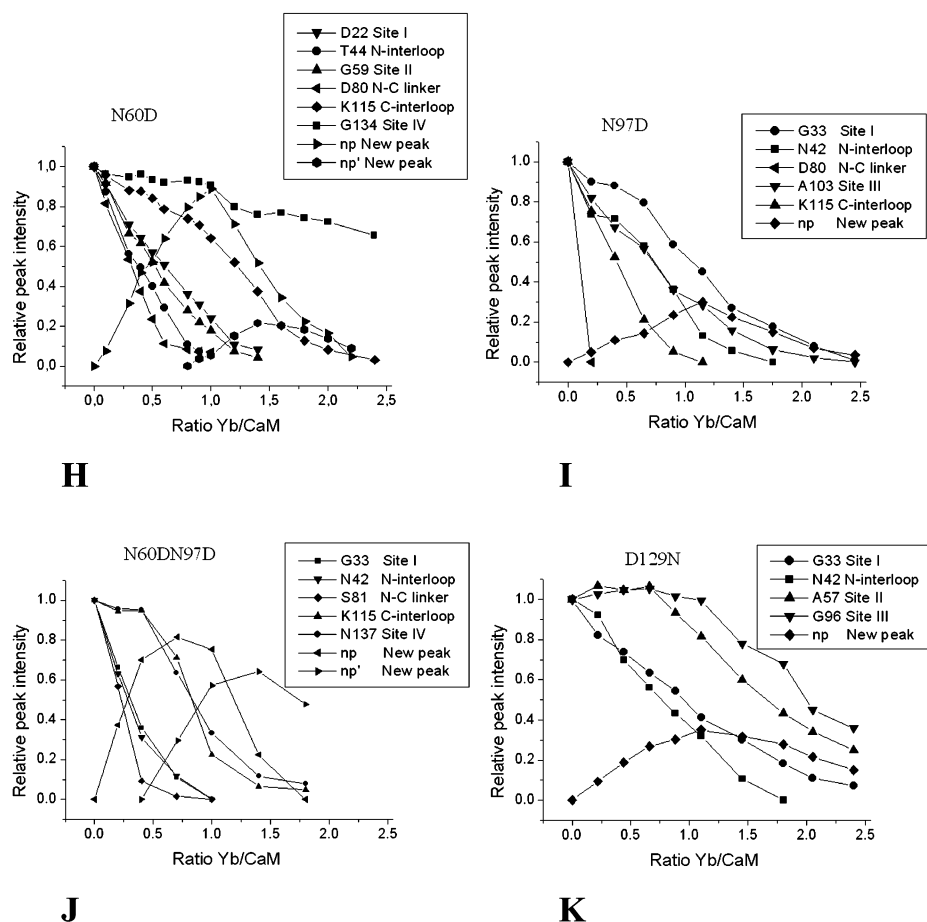 N60D
D22 Site I
T44 N-interloop
G59 Site II
D80 N-C linker
K115 C-interloop
G134 Site IV
np New peak
np' New peak
Relative peak intensity
1,0
0,8
0,6
0,4
0,2
0,0
0,0 0,5 1,0 1,5 2,0 2,5
Ratio Yb/CaM
H
N97D
G33 Site I
N42 N-interloop
D80 N-C linker
A103 Site III
K115 C-interloop
np New peak
Relative peak intensity
1.0
0.8
0.6
0.4
0.2
0.0
0.0 0.5 1.0 1.5 2.0 2.5
Ratio Yb/CaM
I
N60DN97D
G33 Site I
N42 N-interloop
S81 N-C linker
K115 C-interloop
N137 Site IV
np New peak
np' New peak
Relative peak intensity
1.0
0.8
0.6
0.4
0.2
0.0
0.0 0.5 1.0 1.5 2.0 2.5
Ratio Yb/CaM
J
D129N
G33 Site I
N42 N-interloop
A57 Site II
G96 Site III
np New peak
Relative peak intensity
1.0
0.8
0.6
0.4
0.2
0.0
0.0 0.5 1.0 1.5 2.0 2.5
Ratio Yb/CaM
K